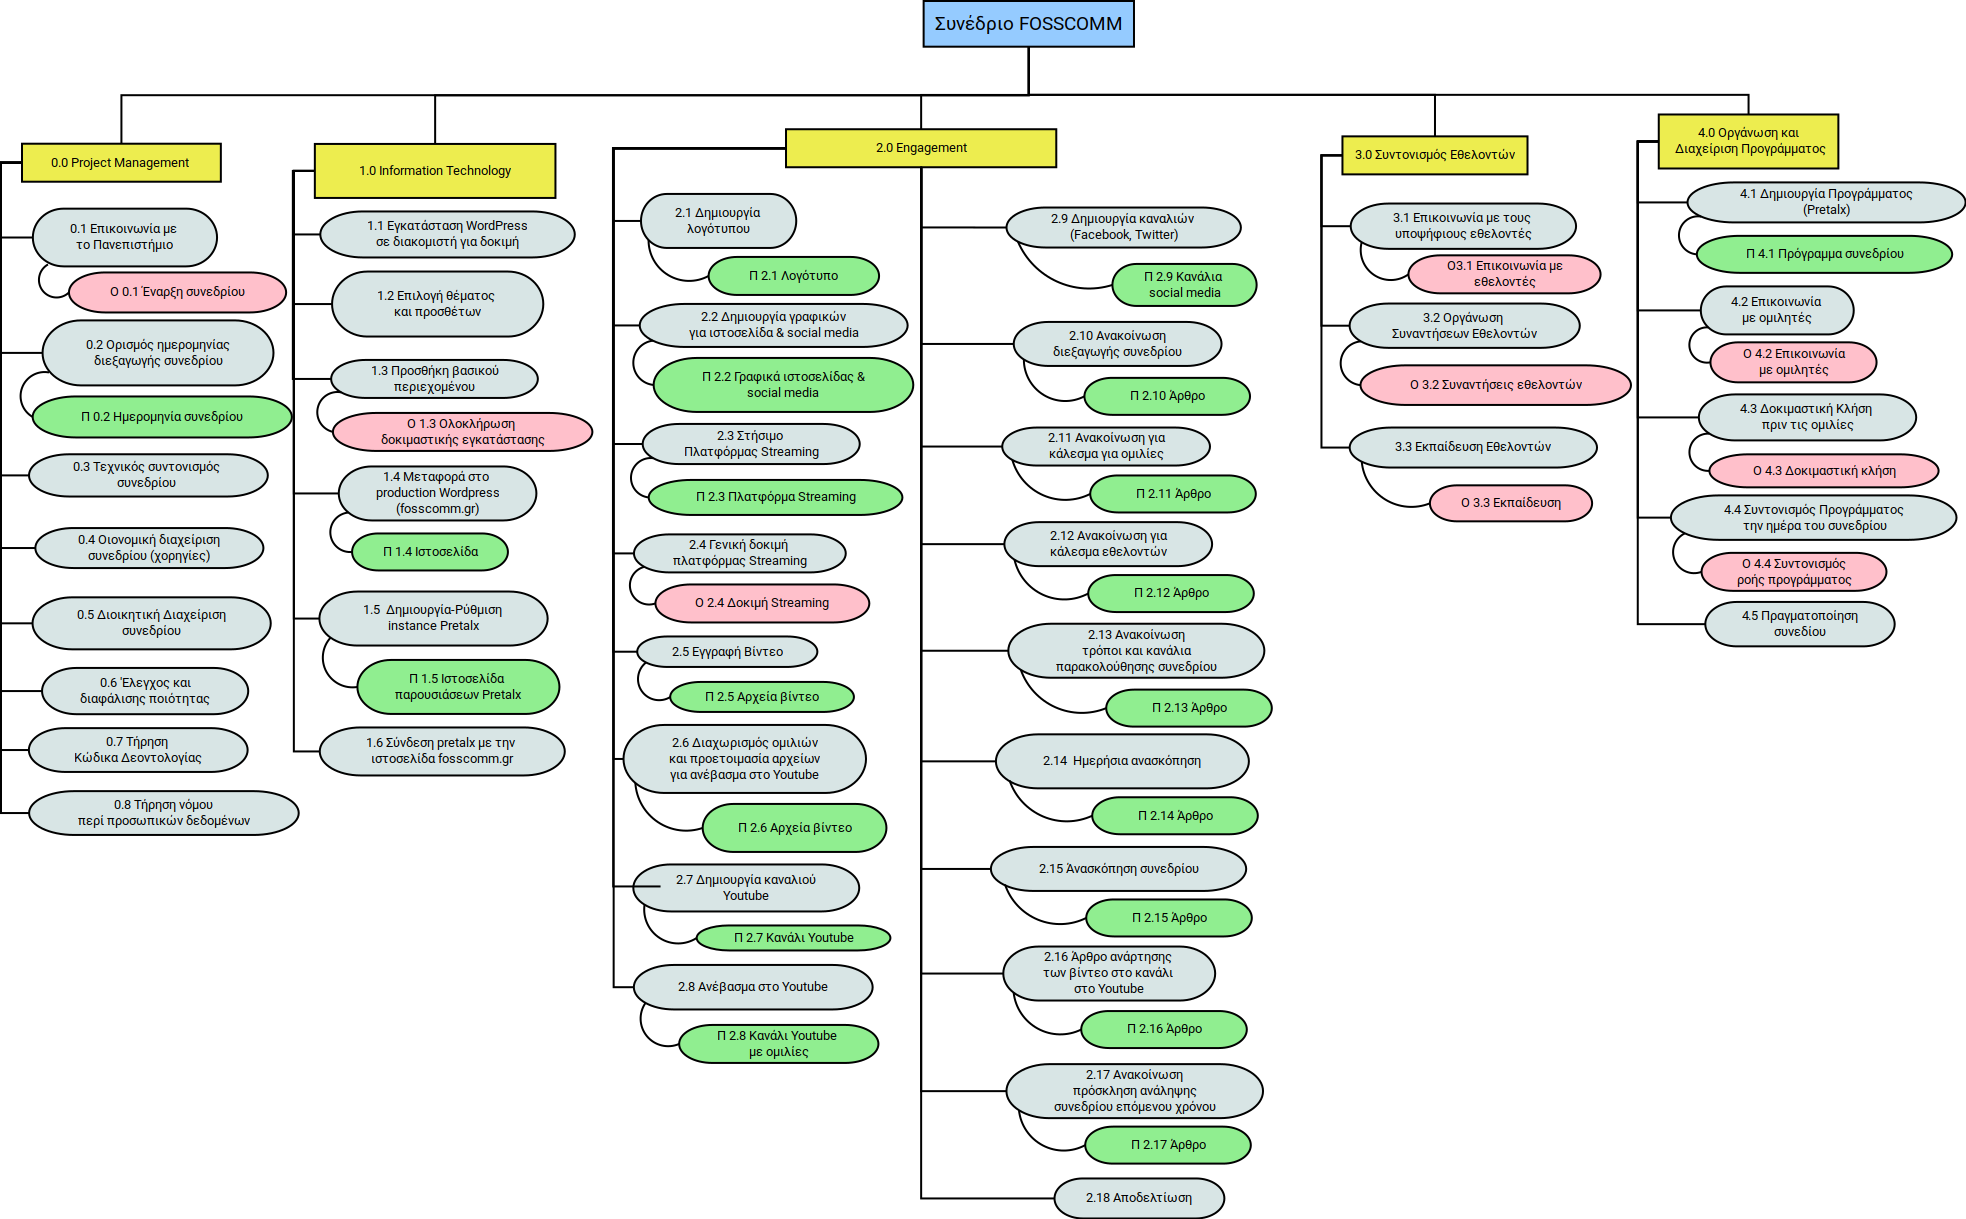 Συνέδριο FOSSCOMM
0.0 Project Management
0.1 Επικοινωνία με
το Πανεπιστήμιο
Ο 0.1 Έναρξη συνεδρίου
0.2 Ορισμός ημερομηνίας
διεξαγωγής συνεδρίου
Π 0.2 Ημερομηνία συνεδρίου
0.3 Τεχνικός συντονισμός
συνεδρίου
0.4 Οιονομική διαχείριση
συνεδρίου (χορηγίες)
0.5 Διοικητική Διαχείριση
συνεδρίου
0.6 Έλεγχος και
διαφάλισης ποιότητας
0.7 Τήρηση
Κώδικα Δεοντολογίας
0.8 Τήρηση νόμου
περί προσωπικών δεδομένων
1.0 Information Technology
1.1 Εγκατάσταση WordPress
σε διακομιστή για δοκιμή
1.2 Επιλογή θέματος
και προσθέτων
1.3 Προσθήκη βασικού
περιεχομένου
Ο 1.3 Ολοκλήρωση
δοκιμαστικής εγκατάστασης
1.4 Μεταφορά στο
production Wordpress
(fosscomm.gr)
Π 1.4 Ιστοσελίδα
1.5 Δημιουργία-Ρύθμιση
instance Pretalx
Π 1.5 Ιστοσελίδα
παρουσιάσεων Pretalx
1.6 Σύνδεση pretalx με την
ιστοσελίδα fosscomm.gr
2.0 Engagement
2.1 Δημιουργία
λογότυπου
Π 2.1 Λογότυπο
2.2 Δημιουργία γραφικών
για ιστοσελίδα & social media
Π 2.2 Γραφικά ιστοσελίδας &
social media
2.3 Στήσιμο
Πλατφόρμας Streaming
Π 2.3 Πλατφόρμα Streaming
2.4 Γενική δοκιμή
πλατφόρμας Streaming
Ο 2.4 Δοκιμή Streaming
2.5 Εγγραφή Βίντεο
Π 2.5 Αρχεία βίντεο
2.6 Διαχωρισμός ομιλιών
και προετοιμασία αρχείων
για ανέβασμα στο Youtube
Π 2.6 Αρχεία βίντεο
2.7 Δημιουργία καναλιού
Youtube
Π 2.7 Κανάλι Youtube
2.8 Ανέβασμα στο Youtube
Π 2.8 Κανάλι Youtube
με ομιλίες
2.9 Δημιουργία καναλιών
(Facebook, Twitter)
Π 2.9 Κανάλια
social media
2.10 Ανακοίνωση
διεξαγωγής συνεδρίου
Π 2.10 Άρθρο
2.11 Ανακοίνωση για
κάλεσμα για ομιλίες
Π 2.11 Άρθρο
2.12 Ανακοίνωση για
κάλεσμα εθελοντών
Π 2.12 Άρθρο
2.13 Ανακοίνωση
τρόποι και κανάλια
παρακολούθησης συνεδρίου
Π 2.13 Άρθρο
2.14 Ημερήσια ανασκόπηση
Π 2.14 Άρθρο
2.15 Άνασκόπηση συνεδρίου
Π 2.15 Άρθρο
2.16 Άρθρο ανάρτησης
των βίντεο στο κανάλι
στο Youtube
Π 2.16 Άρθρο
2.17 Ανακοίνωση
πρόσκληση ανάληψης
συνεδρίου επόμενου χρόνου
Π 2.17 Άρθρο
2.18 Αποδελτίωση
3.0 Συντονισμός Εθελοντών
3.1 Επικοινωνία με τους
υποψήφιους εθελοντές
Ο3.1 Επικοινωνία με
εθελοντές
3.2 Οργάνωση
Συναντήσεων Εθελοντών
Ο 3.2 Συναντήσεις εθελοντών
3.3 Εκπαίδευση Εθελοντών
Ο 3.3 Εκπαίδευση
4.0 Οργάνωση και
Διαχείριση Προγράμματος
4.1 Δημιουργία Προγράμματος
(Pretalx)
Π 4.1 Πρόγραμμα συνεδρίου
4.2 Επικοινωνία
με ομιλητές
Ο 4.2 Επικοινωνία
με ομιλητές
4.3 Δοκιμαστική Κλήση
πριν τις ομιλίες
Ο 4.3 Δοκιμαστική κλήση
4.4 Συντονισμός Προγράμματος
την ημέρα του συνεδρίου
Ο 4.4 Συντονισμός
ροής προγράμματος
4.5 Πραγματοποίηση
συνεδίου